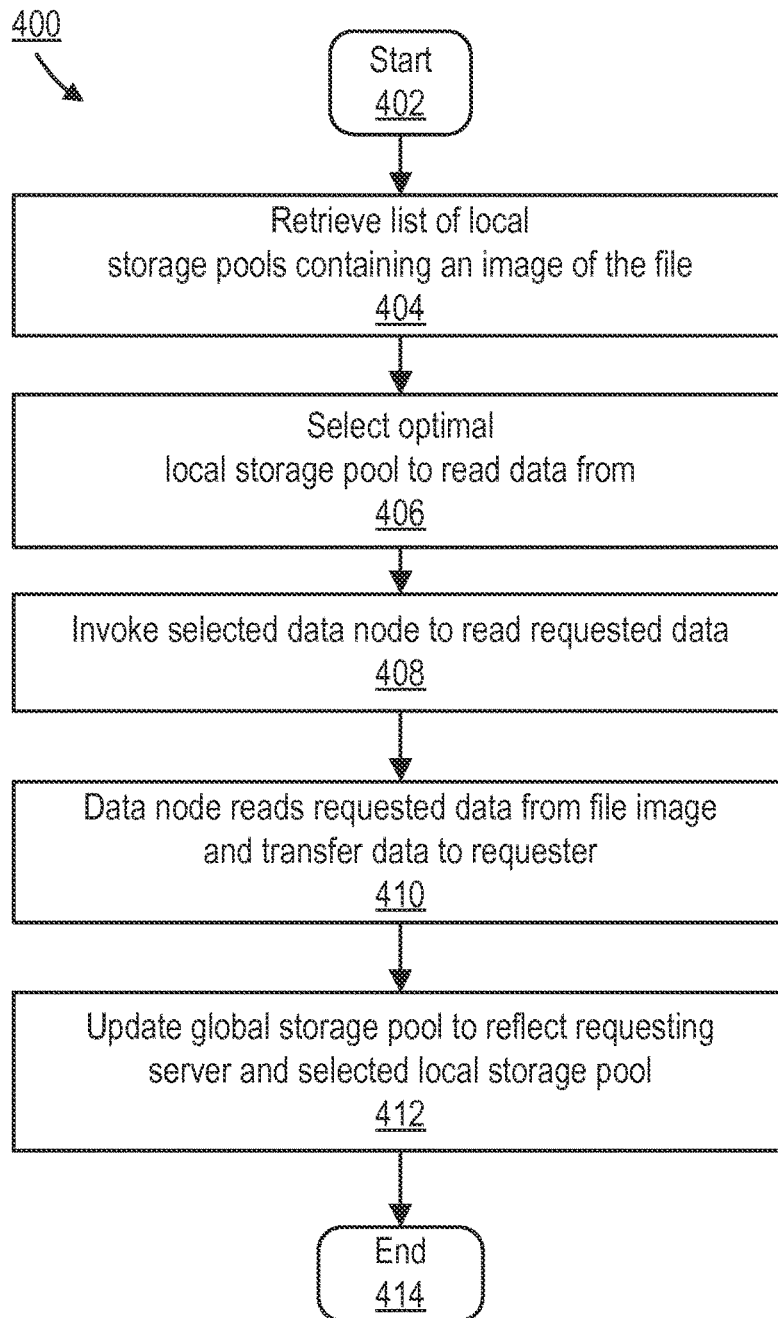 400
Start
402
Retrieve list of local
storage pools containing an image of the file
404
Select optimal
local storage pool to read data from
406
Invoke selected data node to read requested data
408
Data node reads requested data from file image
and transfer data to requester
410
Update global storage pool to reflect requesting
server and selected local storage pool
412
End
414